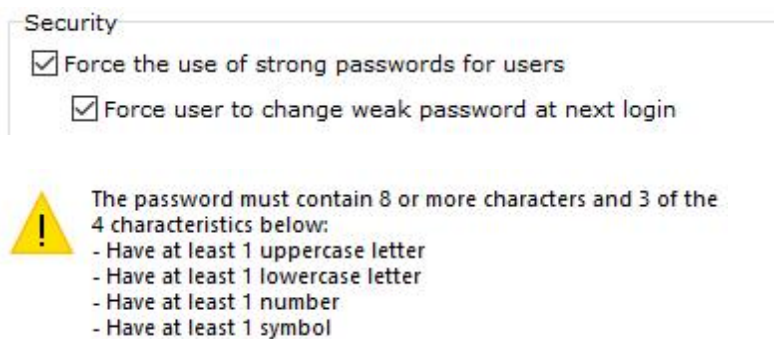 Security
Force the use of strong passwords for users
Force user to change weak password at next login
The password must contain 8 or more characters and 3 of the
4 characteristics below:
- Have at least 1 uppercase letter
- Have at least 1 lowercase letter
- Have at least 1 number
- Have at least 1 symbol